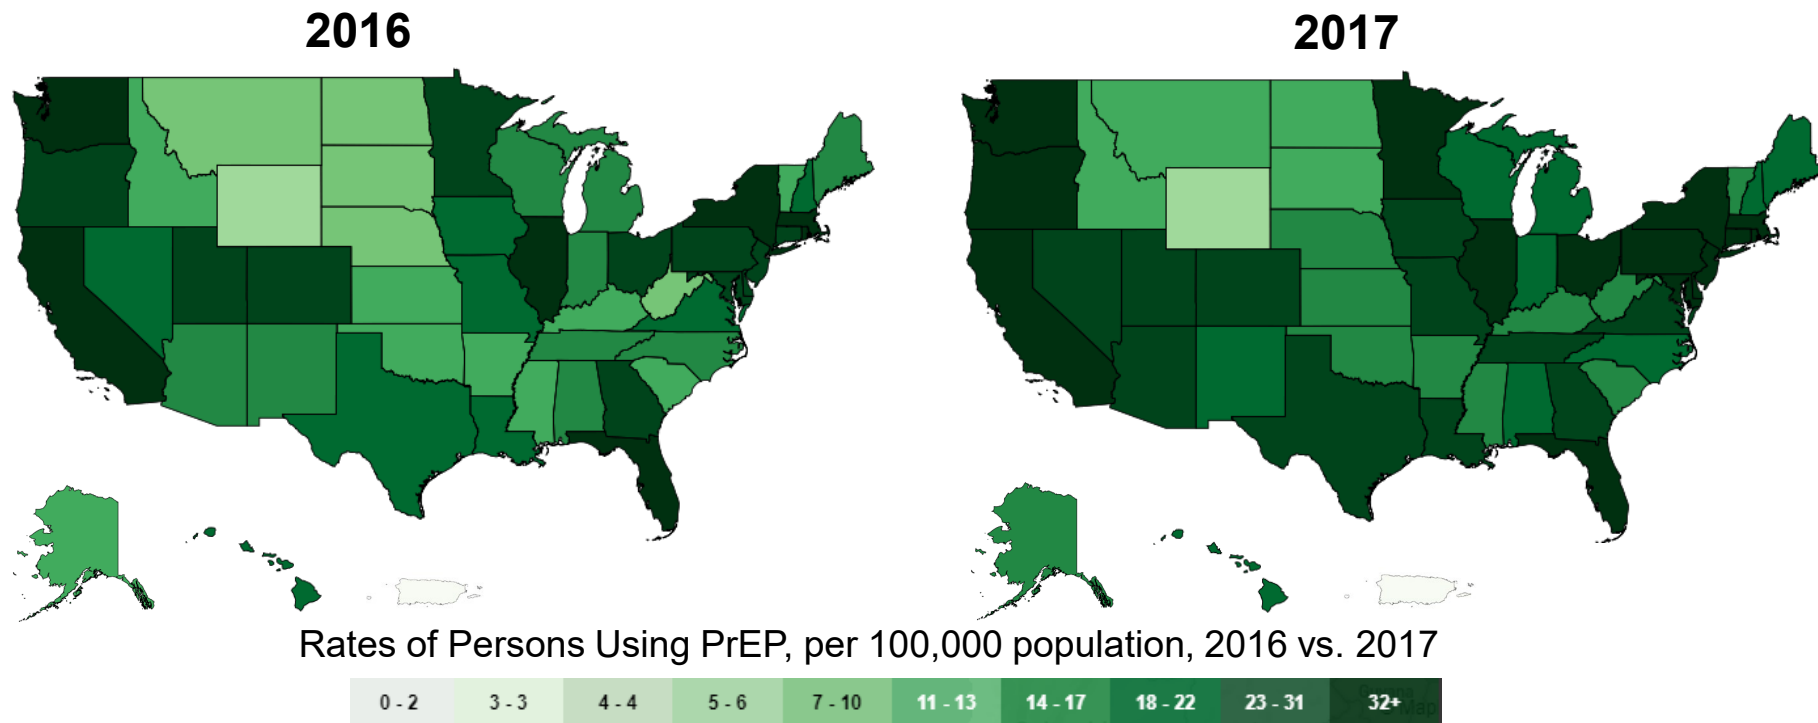 2016
2017
Rates of Persons Using PrEP, per 100,000 population, 2016 vs. 2017
0 - 2 3 - 3 4 - 4 5 - 6 7 - 10 11 - 13 14 - 17 18 - 22 23 - 31 32+
Map